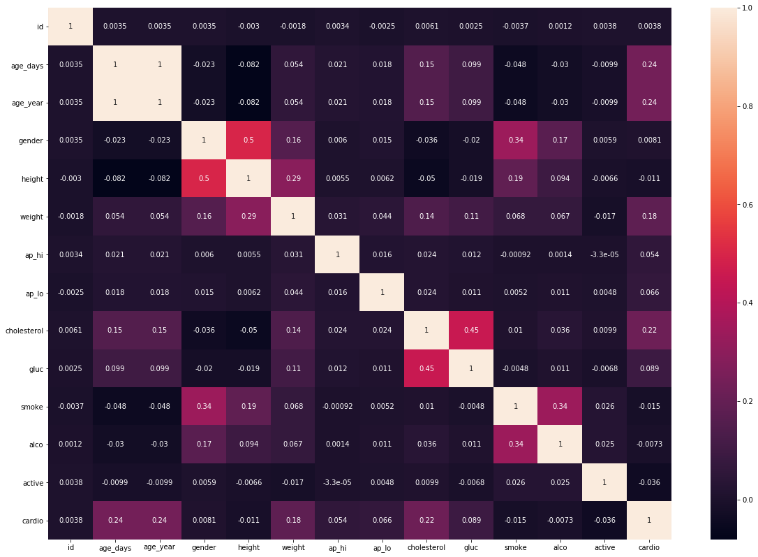 id 1 0.0035 0.0035 0.0035 -0.003 -0.0018 0.0034 -0.0025 0.0061 0.0025 -0.0037 0.0012 0.0038 0.0038
age_days 0.0035 1 1 -0.023 -0.082 0.054 0.021 0.018 0.15 0.099 -0.048 -0.03 -0.0099 0.24
age_year 0.0035 1 1 -0.023 -0.082 0.054 0.021 0.018 0.15 0.099 -0.048 -0.03 -0.0099 0.24
gender 0.0035 -0.023 -0.023 1 0.5 0.16 0.006 0.015 -0.036 -0.02 0.34 0.17 0.0059 0.0081
height -0.003 -0.082 -0.082 0.5 1 0.29 0.0055 0.0062 -0.05 -0.019 0.19 0.094 -0.0066 -0.011
weight -0.0018 0.054 0.054 0.16 0.29 1 0.031 0.044 0.14 0.11 0.068 0.067 -0.017 0.18
ap_hi 0.0034 0.021 0.021 0.006 0.0055 0.031 1 0.016 0.024 0.012 -0.00092 0.0014 -3.3e-05 0.054
ap_lo -0.0025 0.018 0.018 0.015 0.0062 0.044 0.016 1 0.024 0.011 0.0052 0.011 0.0048 0.066
cholesterol 0.0061 0.15 0.15 -0.036 -0.05 0.14 0.024 0.024 1 0.45 0.01 0.036 0.0099 0.22
gluc 0.0025 0.099 0.099 -0.02 -0.019 0.11 0.012 0.011 0.45 1 -0.0048 0.011 -0.0068 0.089
smoke -0.0037 -0.048 -0.048 0.34 0.19 0.068 -0.00092 0.0052 0.01 -0.0048 1 0.34 0.026 -0.015
alco 0.0012 -0.03 -0.03 0.17 0.094 0.067 0.0014 0.011 0.036 0.011 0.34 1 0.025 -0.0073
active 0.0038 -0.0099 -0.0099 0.0059 -0.0066 -0.017 -3.3e-05 0.0048 0.0099 -0.0068 0.026 0.025 1 -0.036
cardio 0.0038 0.24 0.24 0.0081 -0.011 0.18 0.054 0.066 0.22 0.089 -0.015 -0.0073 -0.036 1
id age_days age_year gender height weight ap_hi ap_lo cholesterol gluc smoke alco active cardio
1.0
0.8
0.6
0.4
0.2
0.0